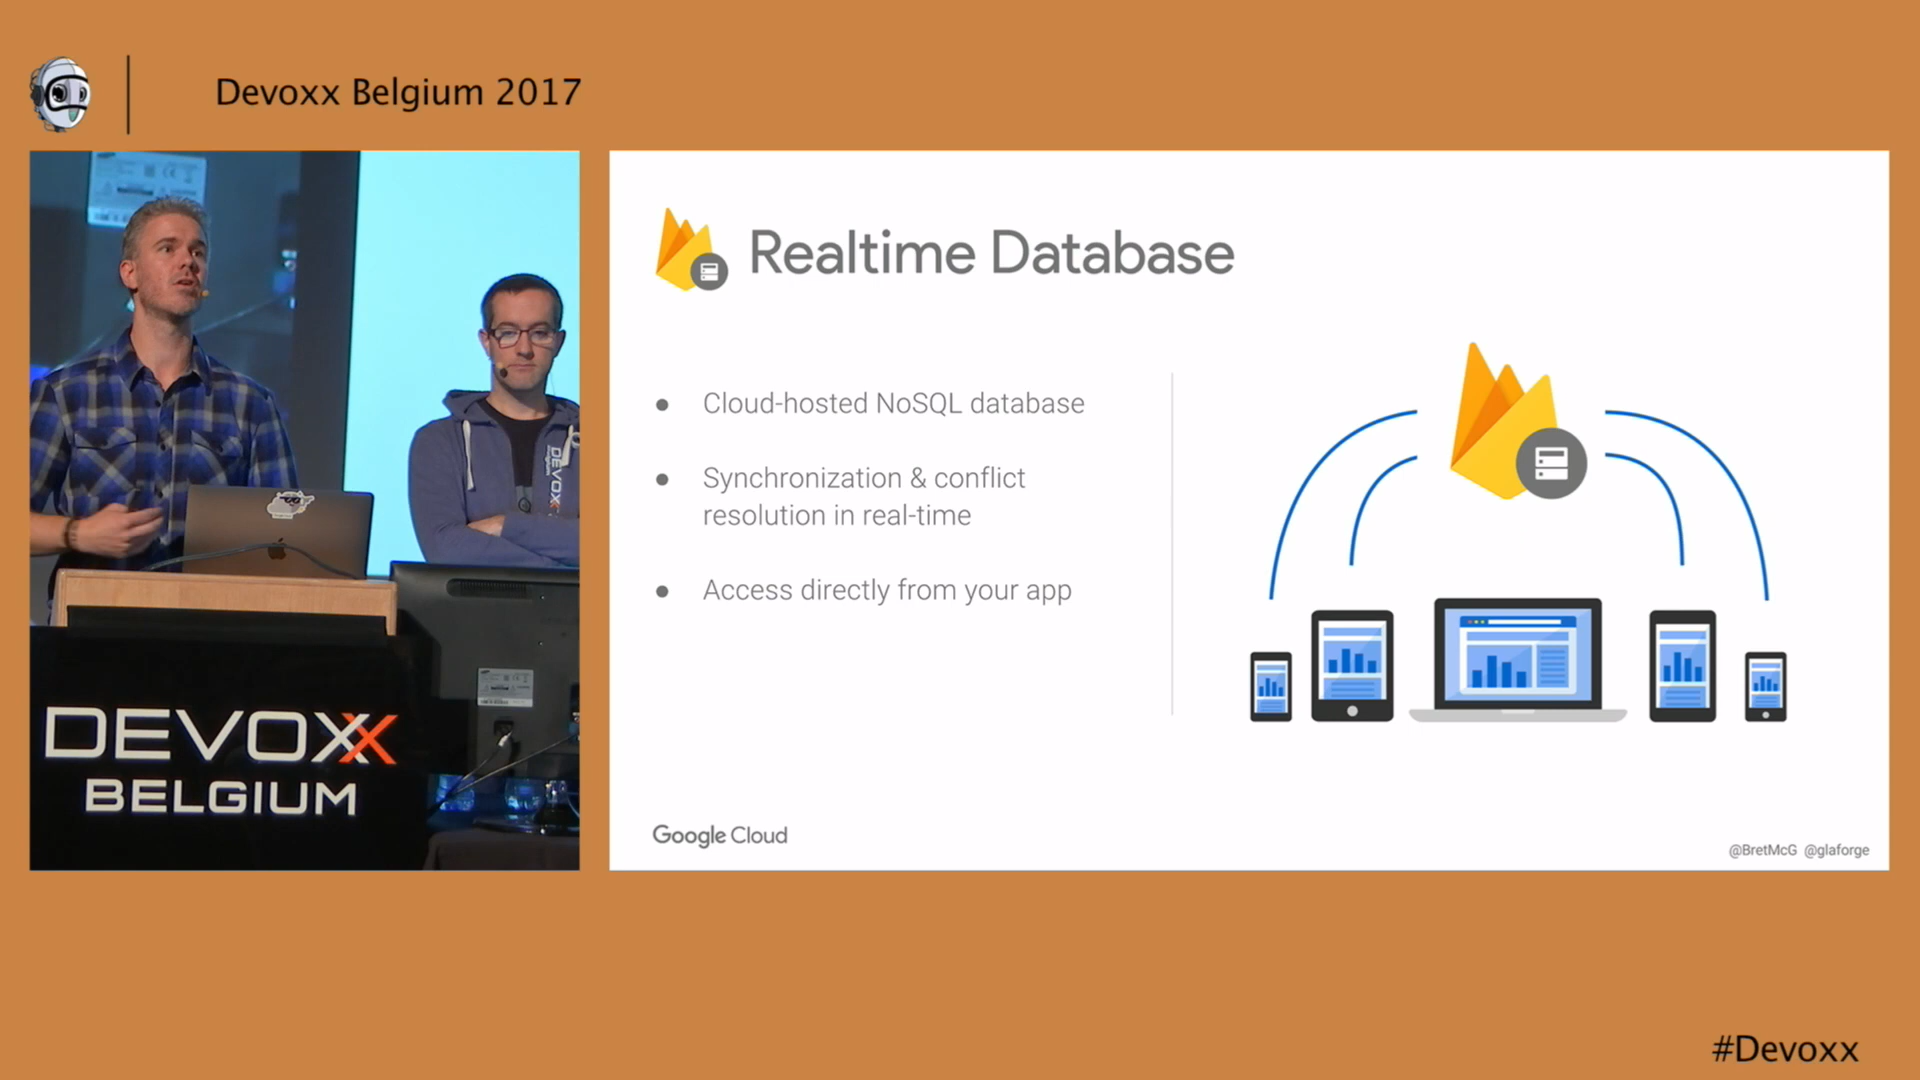 Devoxx Belgium 2017
DEVOXX
BELGIUM
DEVOXX
Realtime Database
Cloud-hosted NoSQL database
Synchronization & conflict
resolution in real-time
Access directly from your app
Google Cloud
@BretMcG @glaforge
#Devoxx